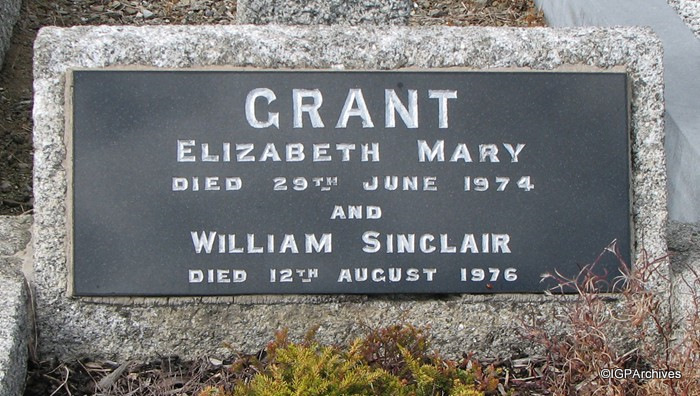 GRANT
ELIZABETH MARY
DIED 29TH JUNE 1974
AND
WILLIAM SINCLAIR
DIED 12TH AUGUST 1976
©IGPArchives